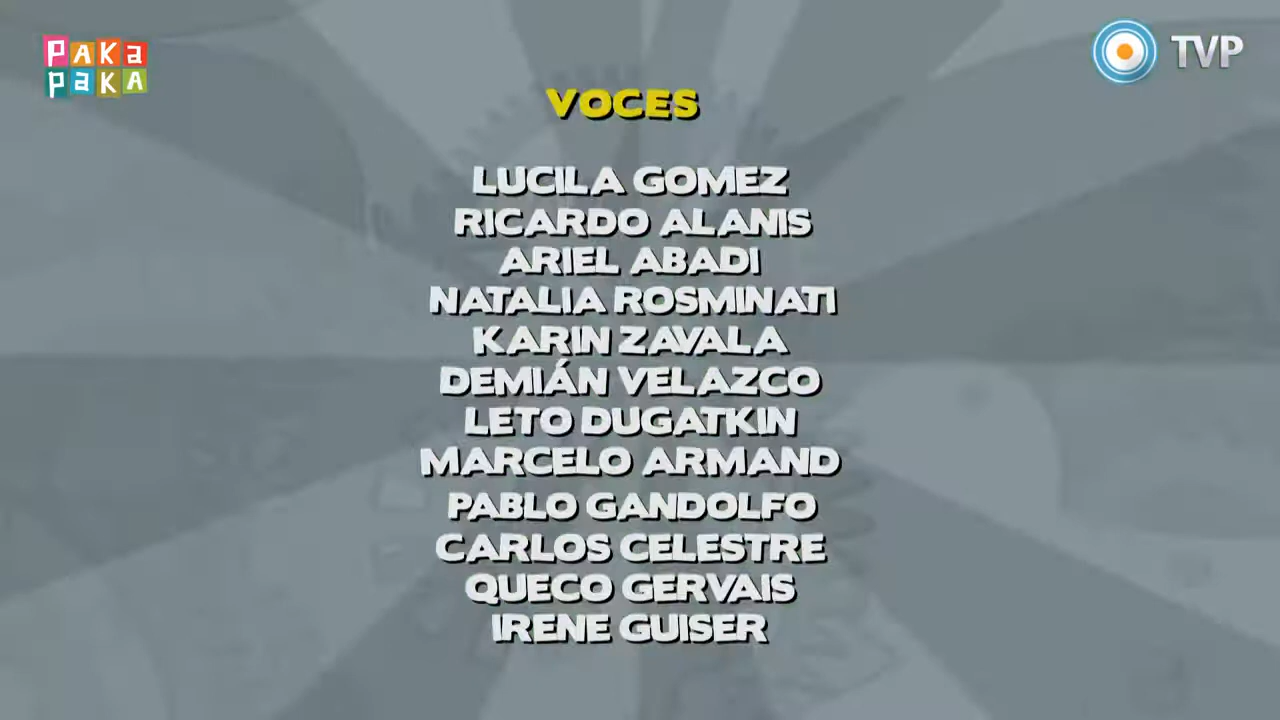 PAKA
PAKA
TVP
VOCES
LUCILA GOMEZ
RICARDO ALANIS
ARIEL ABADI
NATALIA ROSMINATI
KARIN ZAVALA
DEMIÁN VELAZCO
LETO DUGATKIN
MARCELO ARMAND
PABLO GANDOLFO
CARLOS CELESTRE
QUECO GERVAIS
IRENE GUISER